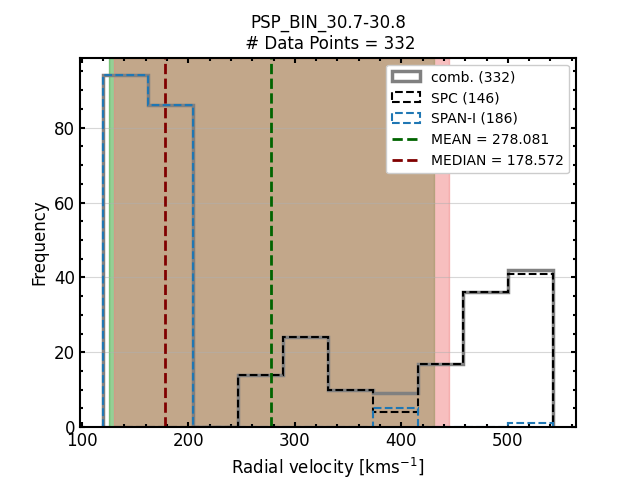 PSP_BIN_30.7-30.8
# Data Points = 332
comb. (332)
SPC (146)
SPAN-I (186)
MEAN = 278.081
MEDIAN = 178.572
Frequency
80
60
40
20
0
100 200 300 400 500
Radial velocity [kms⁻¹]